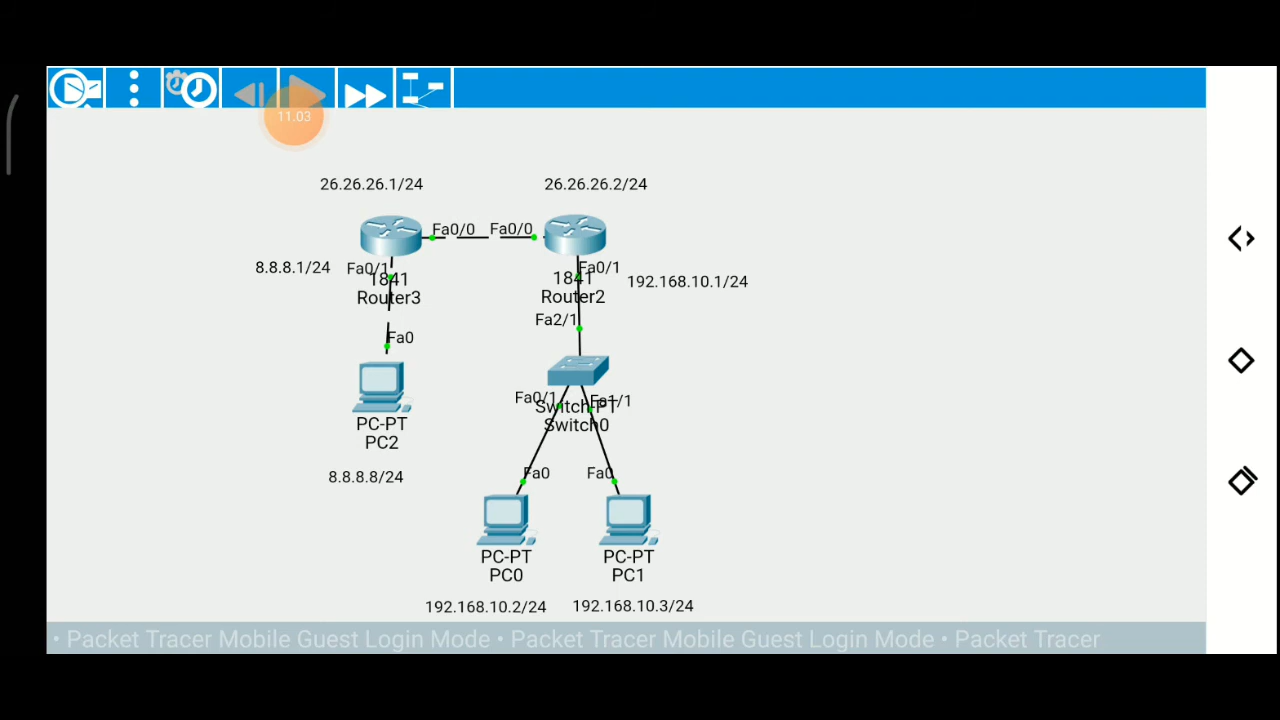 11.03
26.26.26.1/24
26.26.26.2/24
Fa0/0
Fa0/0
8.8.8.1/24
Fa0/1
1841
Router3
Fa0/1
1841
Router2
192.168.10.1/24
Fa2/1
Fa0
PC-PT
PC2
8.8.8.8/24
Fa0/1
Fa1/1
Switch-PT
Switch0
Fa0
Fa0
PC-PT
PC0
PC-PT
PC1
192.168.10.2/24
192.168.10.3/24
• Packet Tracer Mobile Guest Login Mode • Packet Tracer Mobile Guest Login Mode • Packet Tracer